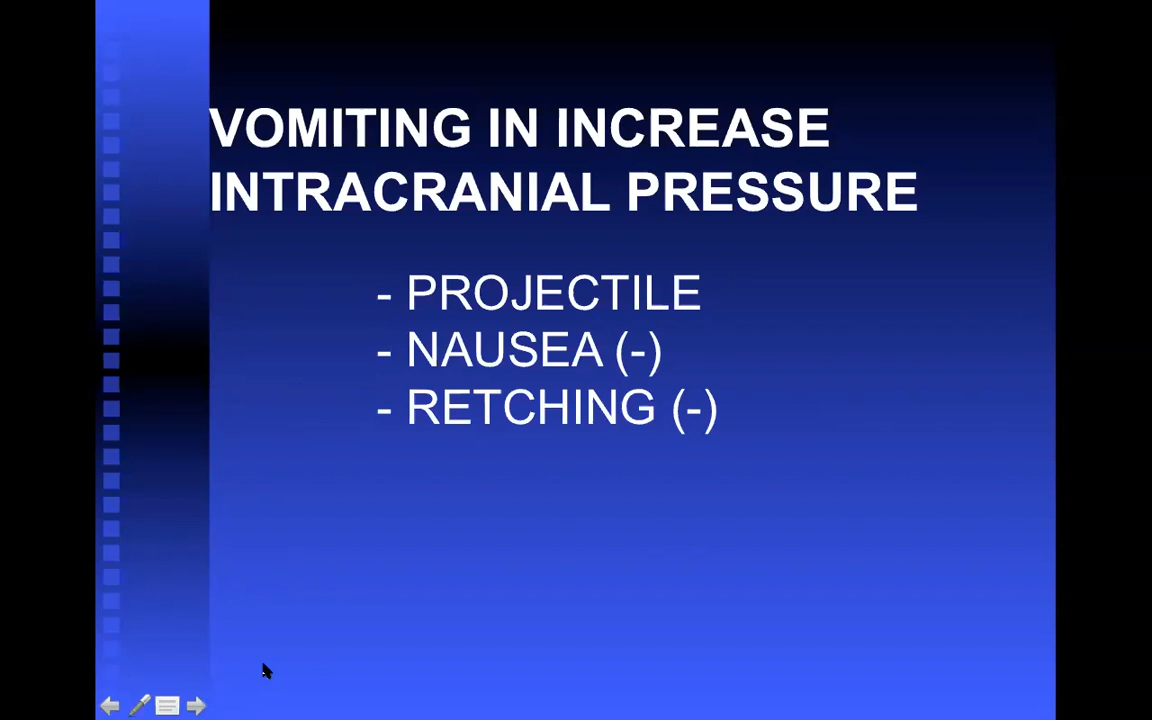 VOMITING IN INCREASE
INTRACRANIAL PRESSURE
- PROJECTILE
- NAUSEA (-)
- RETCHING (-)